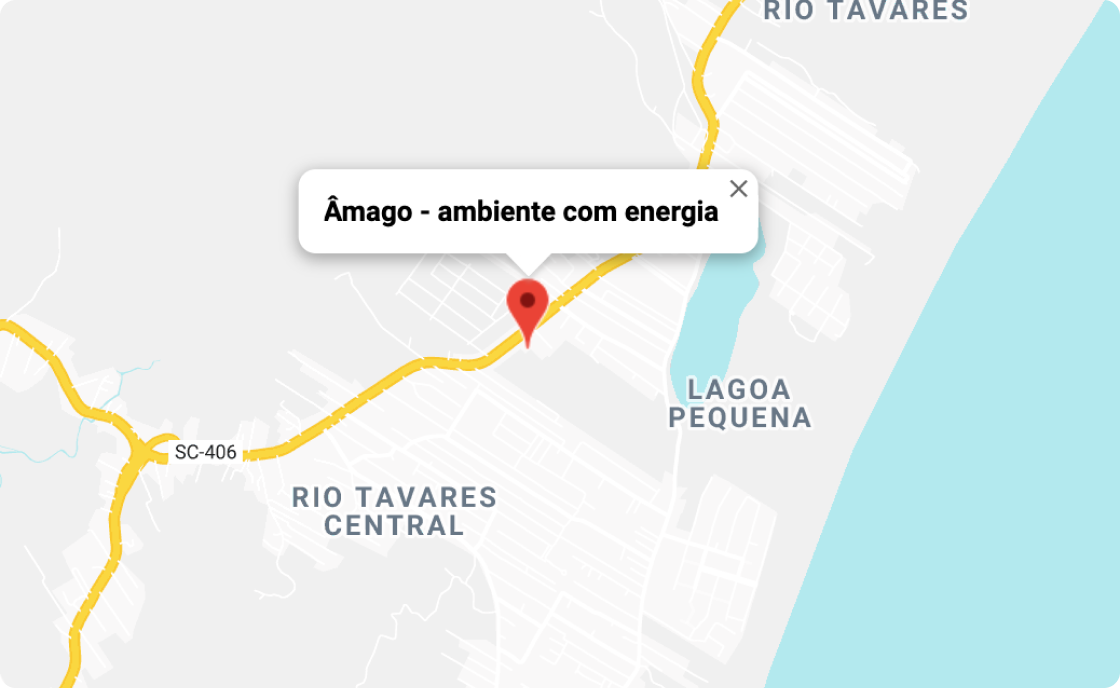 RIO TAVARES
Âmago - ambiente com energia
LAGOA
PEQUENA
SC-406
RIO TAVARES
CENTRAL